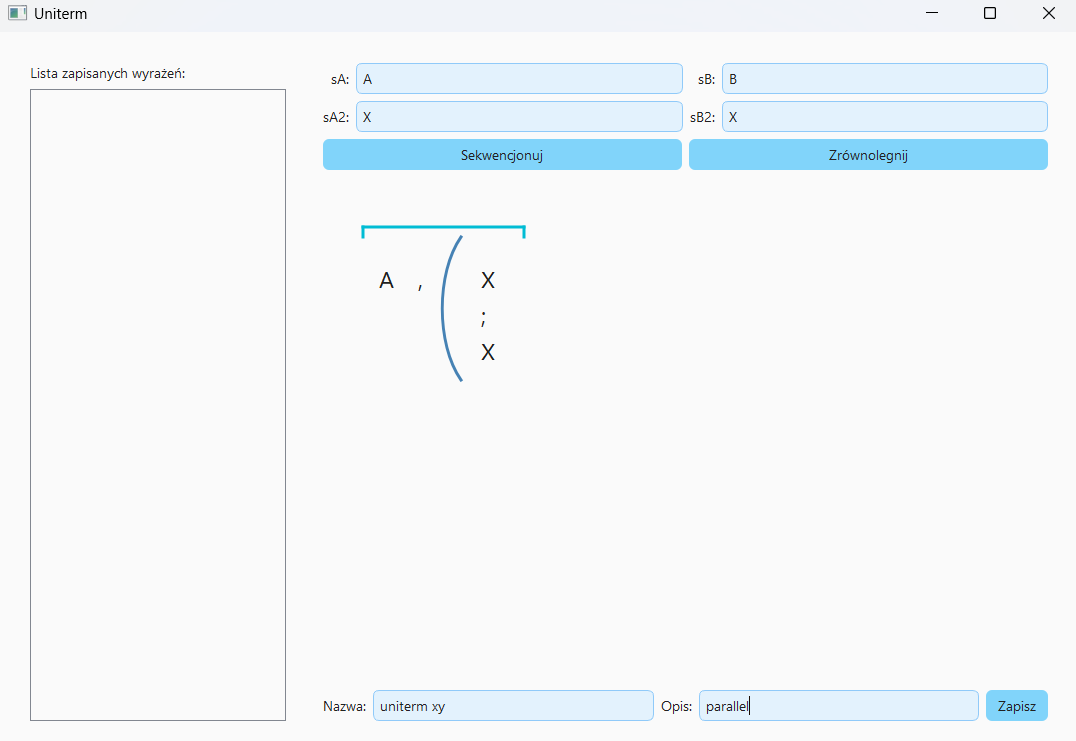 Uniterm
Lista zapisanych wyrażeń:
sA: A sB: B
sA2: X sB2: X
Sekwencjonuj Zrównolegnij
A , X
;
X
Nazwa: uniterm xy Opis: parallel Zapisz